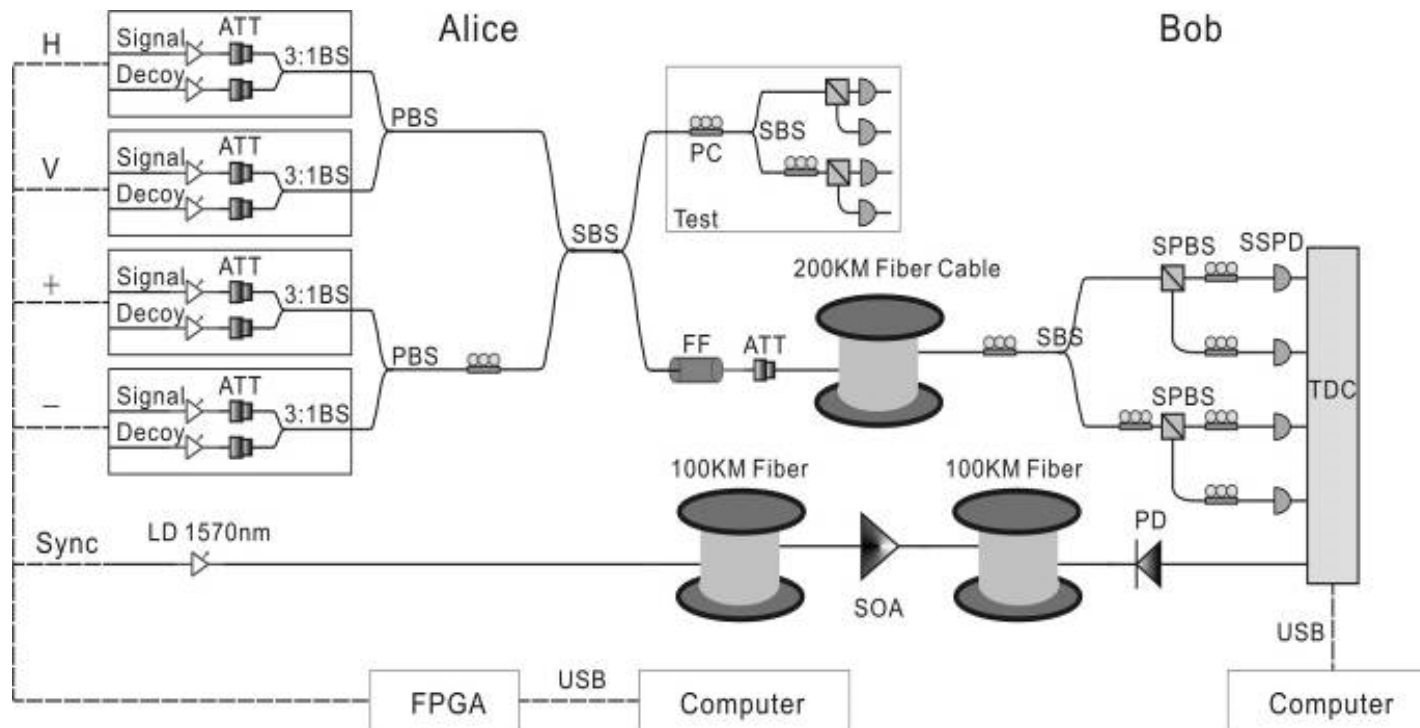 Alice
Bob
H
Signal
ATT
Decoy
3:1BS
V
Signal
ATT
Decoy
3:1BS
+
Signal
ATT
Decoy
3:1BS
−
Signal
ATT
Decoy
3:1BS
PBS
PBS
SBS
PC
SBS
Test
200KM Fiber Cable
FF
ATT
SBS
SPBS
SSPD
SPBS
TDC
100KM Fiber
100KM Fiber
Sync
LD 1570nm
SOA
PD
USB
FPGA
USB
Computer
Computer